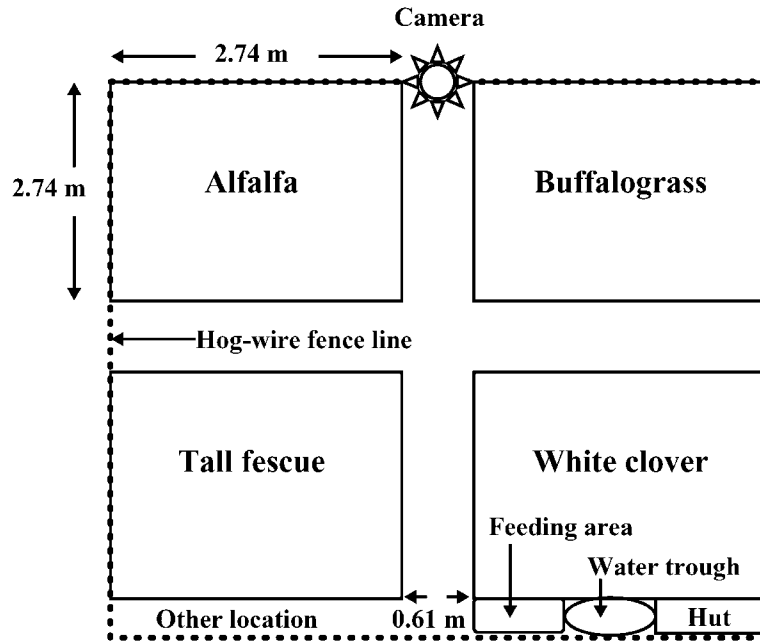 Camera
2.74 m
2.74 m
Alfalfa
Buffalograss
Hog-wire fence line
Tall fescue
White clover
Feeding area
Water trough
Other location
0.61 m
Hut